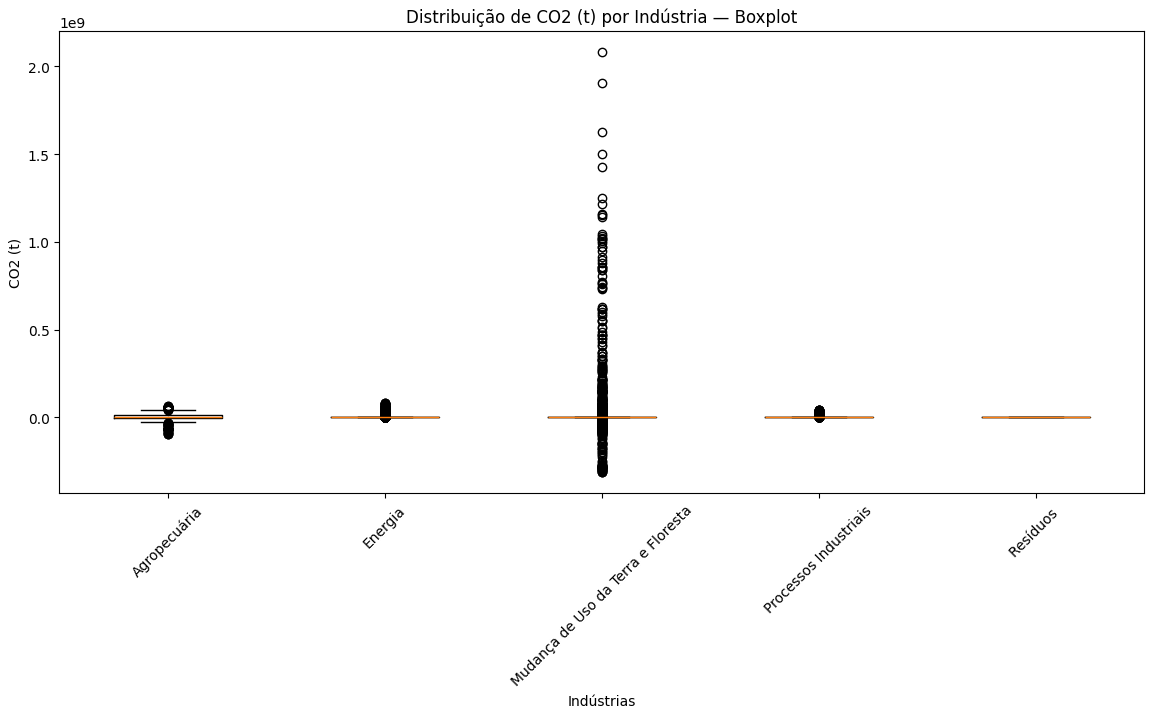 Distribuição de CO2 (t) por Indústria — Boxplot
1e9
2.0
1.5
1.0
0.5
0.0
CO2 (t)
Agropecuária
Energia
Mudança de Uso da Terra e Floresta
Processos Industriais
Resíduos
Indústrias